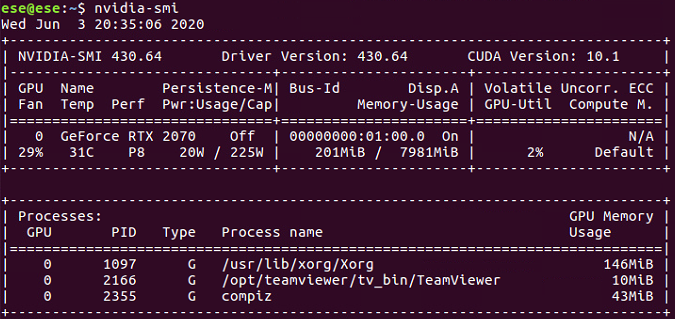 ese@ese:~$ nvidia-smi
Wed Jun  3 20:35:06 2020
+-----------------------------------------------------------------------------+
| NVIDIA-SMI 430.64       Driver Version: 430.64       CUDA Version: 10.1     |
|-------------------------------+----------------------+----------------------+
| GPU  Name        Persistence-M| Bus-Id        Disp.A | Volatile Uncorr. ECC |
| Fan  Temp  Perf  Pwr:Usage/Cap|         Memory-Usage | GPU-Util  Compute M. |
|===============================+======================+======================|
|   0  GeForce RTX 2070    Off  | 00000000:01:00.0  On |                  N/A |
| 29%   31C    P8    20W / 225W |    201MiB /  7981MiB |      2%      Default |
+-------------------------------+----------------------+----------------------+

+-----------------------------------------------------------------------------+
| Processes:                                                       GPU Memory |
|  GPU       PID   Type   Process name                             Usage      |
|=============================================================================|
|    0      1097      G   /usr/lib/xorg/Xorg                           146MiB |
|    0      2166      G   /opt/teamviewer/tv_bin/TeamViewer             10MiB |
|    0      2355      G   compiz                                        43MiB |
+-----------------------------------------------------------------------------+